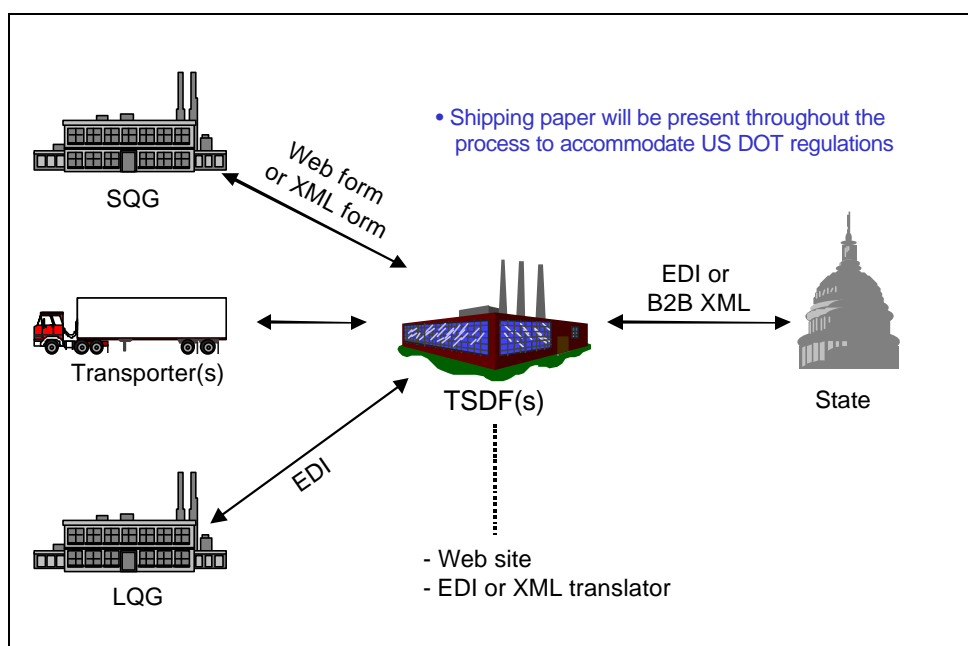 • Shipping paper will be present throughout the
process to accommodate US DOT regulations
SQG
Web form
or XML form
EDI or
B2B XML
Transporter(s)
TSDF(s)
State
EDI
LQG
- Web site
- EDI or XML translator